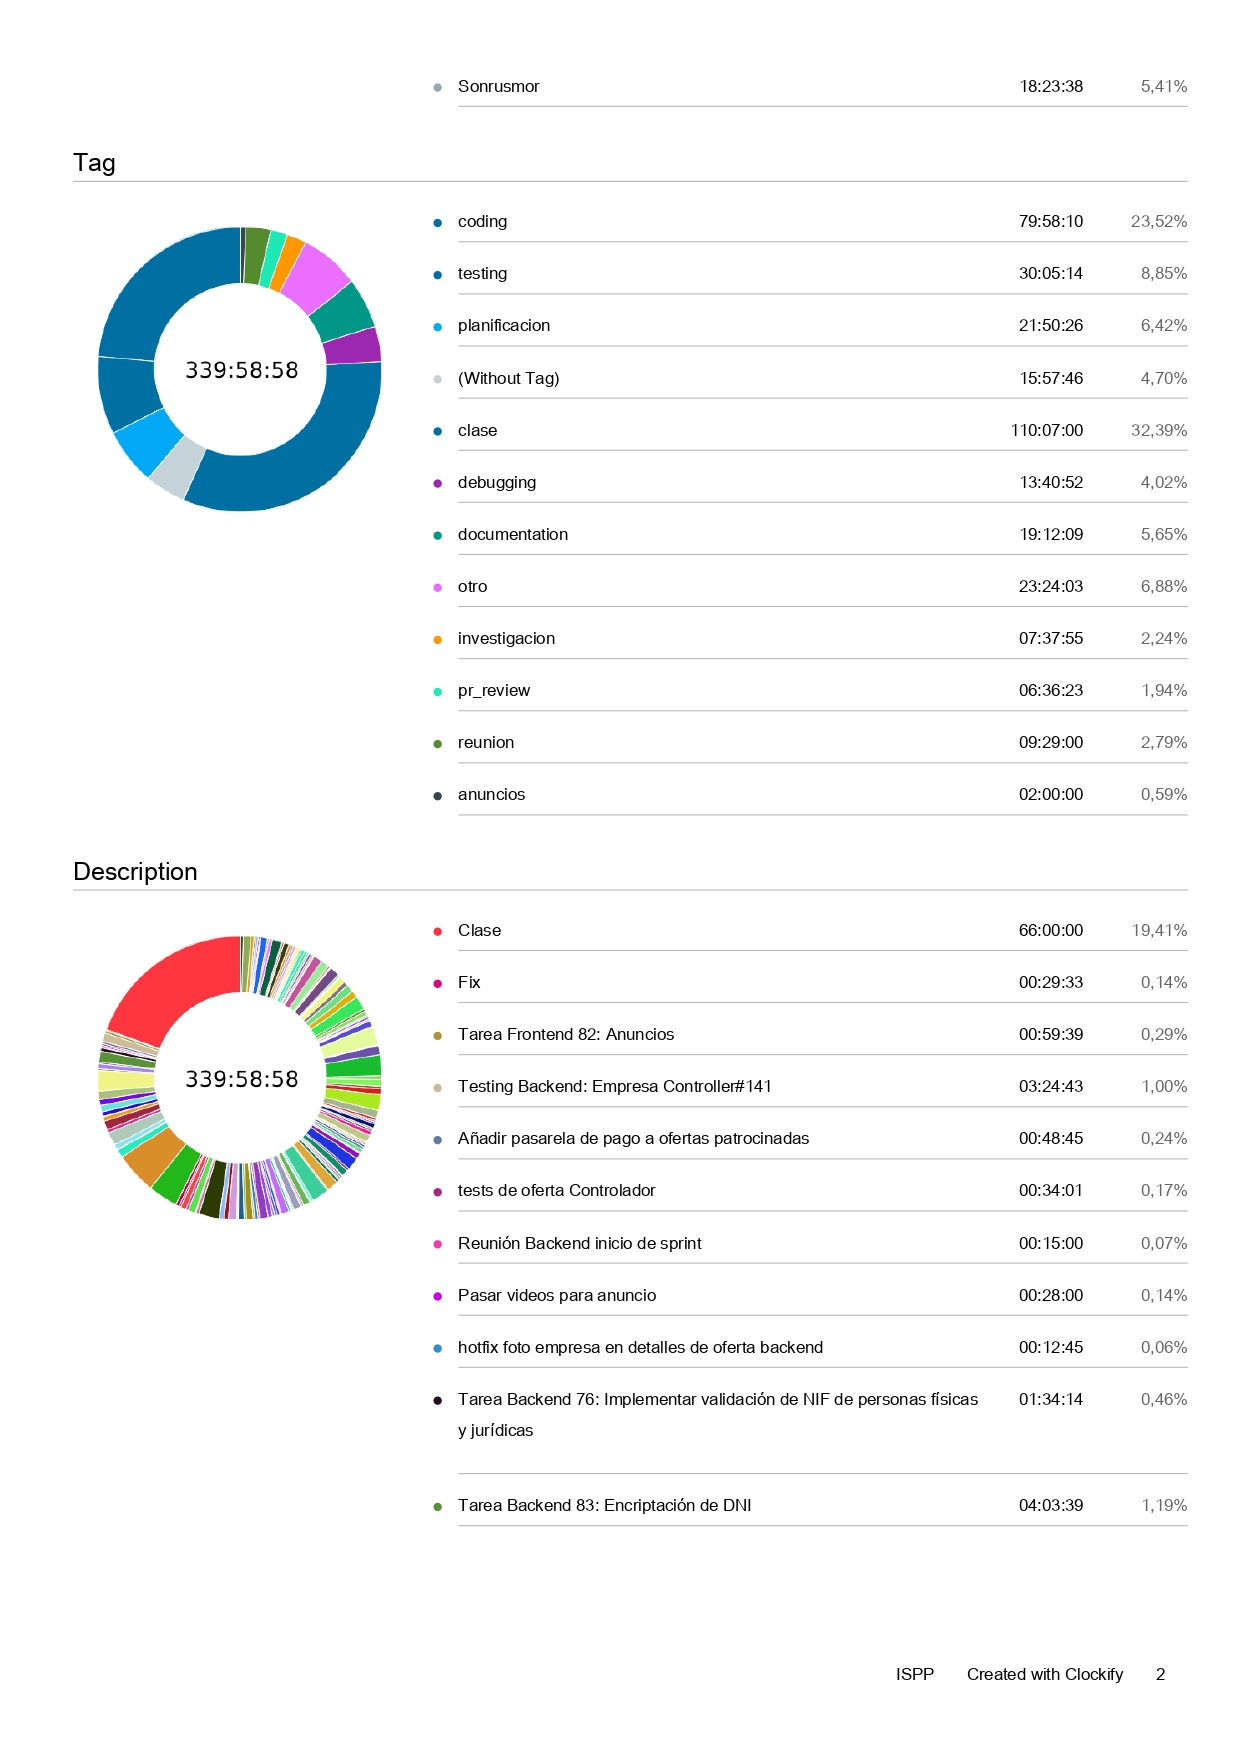 Sonrusmor 18:23:38 5,41%
Tag
339:58:58
coding 79:58:10 23,52%
testing 30:05:14 8,85%
planificacion 21:50:26 6,42%
(Without Tag) 15:57:46 4,70%
clase 110:07:00 32,39%
debugging 13:40:52 4,02%
documentation 19:12:09 5,65%
otro 23:24:03 6,88%
investigacion 07:37:55 2,24%
pr_review 06:36:23 1,94%
reunion 09:29:00 2,79%
anuncios 02:00:00 0,59%
Description
339:58:58
Clase 66:00:00 19,41%
Fix 00:29:33 0,14%
Tarea Frontend 82: Anuncios 00:59:39 0,29%
Testing Backend: Empresa Controller#141 03:24:43 1,00%
Añadir pasarela de pago a ofertas patrocinadas 00:48:45 0,24%
tests de oferta Controlador 00:34:01 0,17%
Reunión Backend inicio de sprint 00:15:00 0,07%
Pasar videos para anuncio 00:28:00 0,14%
hotfix foto empresa en detalles de oferta backend 00:12:45 0,06%
Tarea Backend 76: Implementar validación de NIF de personas físicas 01:34:14 0,46%
y jurídicas
Tarea Backend 83: Encriptación de DNI 04:03:39 1,19%
ISPP Created with Clockify 2